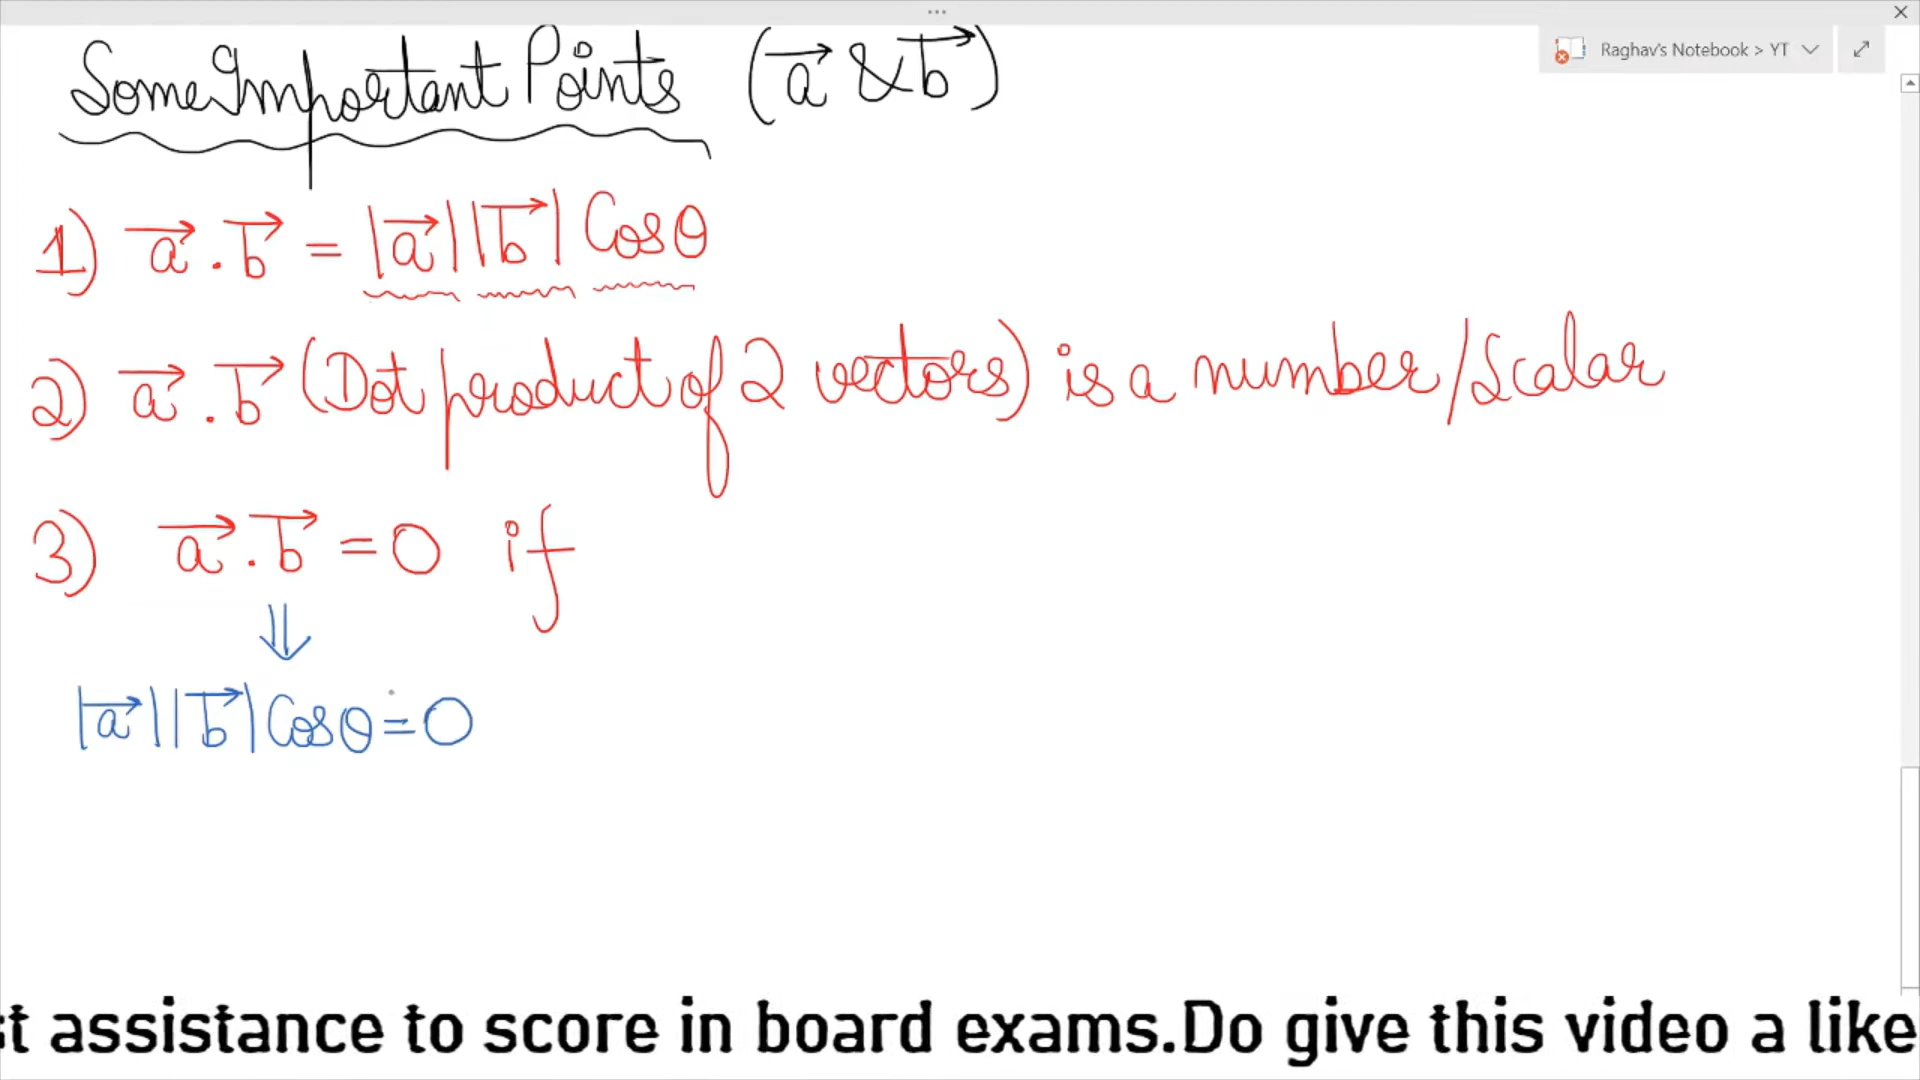 Raghav's Notebook > YT
Some Important Points (a⃗ & b⃗)
1) a⃗ . b⃗ = |a⃗| |b⃗| Cosθ
2) a⃗ . b⃗ (Dot product of 2 vectors) is a number/Scalar
3) a⃗ . b⃗ = 0 if
⇓
|a⃗| |b⃗| Cosθ = 0
st assistance to score in board exams.Do give this video a like